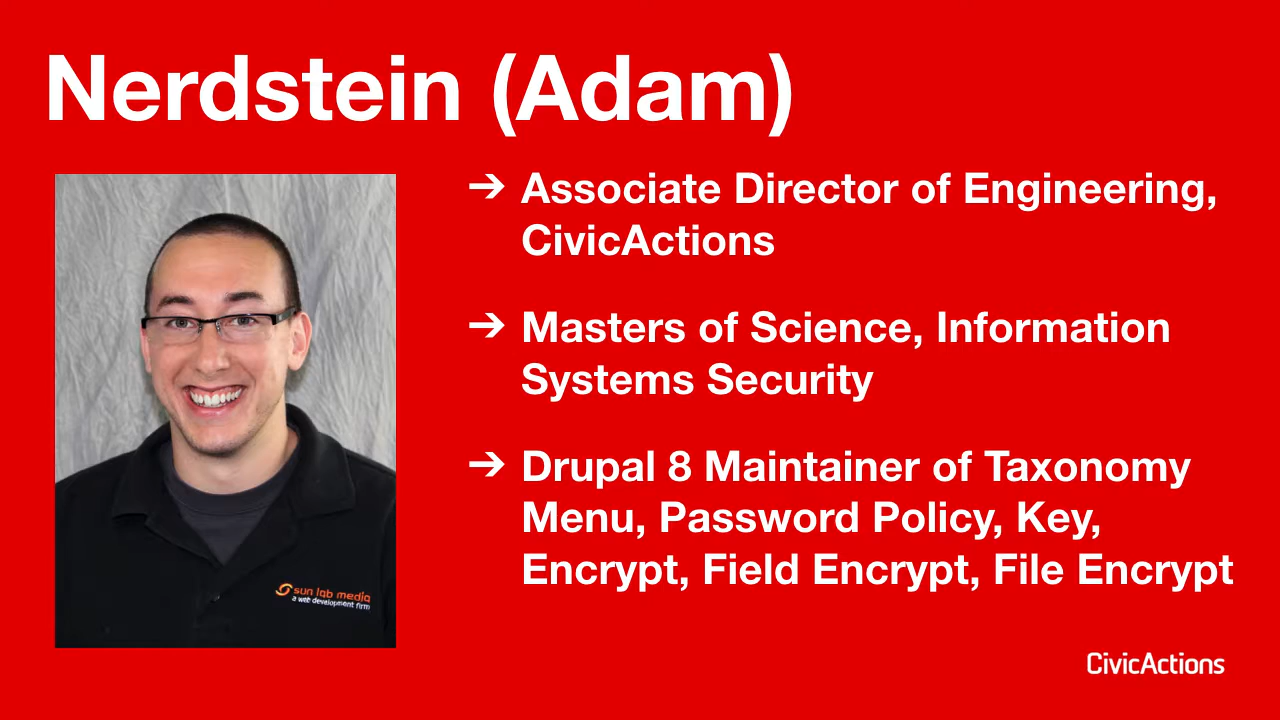 Nerdstein (Adam)
➔ Associate Director of Engineering,
CivicActions
➔ Masters of Science, Information
Systems Security
➔ Drupal 8 Maintainer of Taxonomy
Menu, Password Policy, Key,
Encrypt, Field Encrypt, File Encrypt
sun lab media
a web development firm
CivicActions